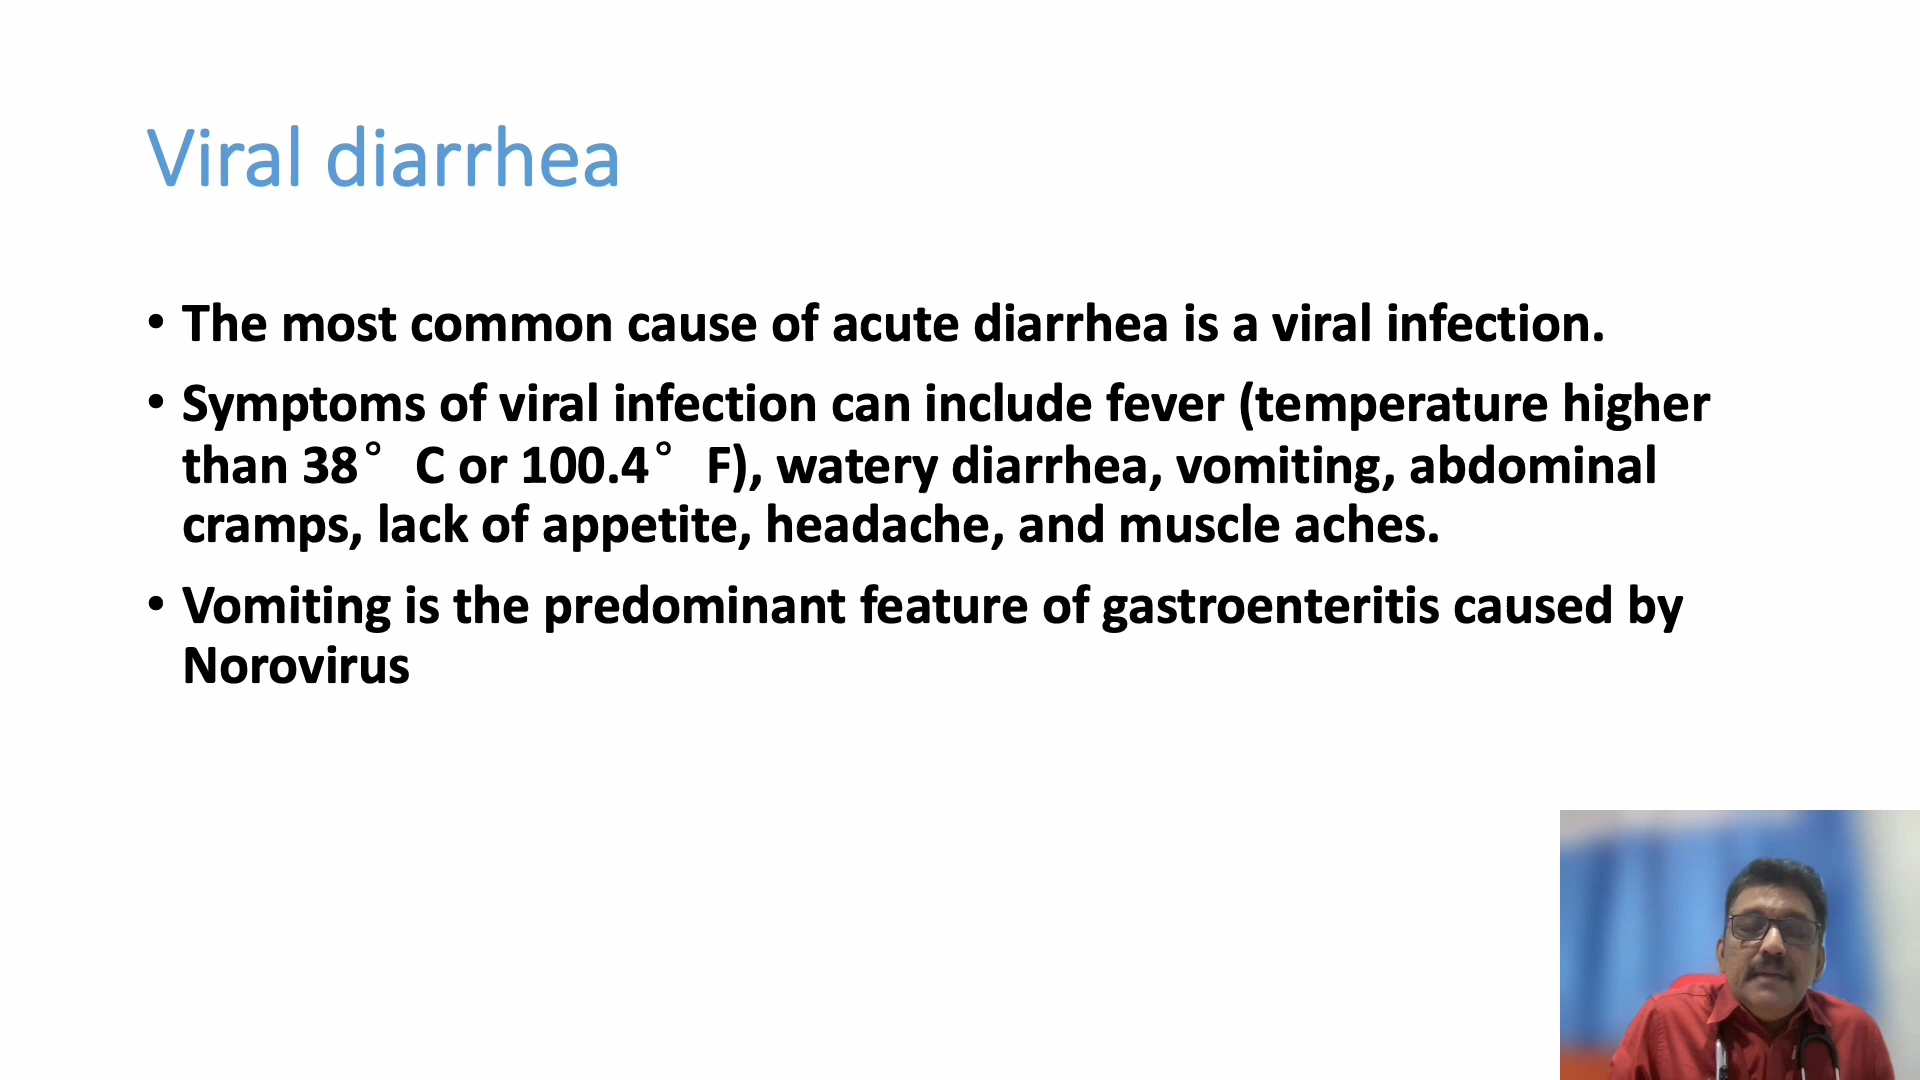 Viral diarrhea
• The most common cause of acute diarrhea is a viral infection.
• Symptoms of viral infection can include fever (temperature higher
than 38° C or 100.4° F), watery diarrhea, vomiting, abdominal
cramps, lack of appetite, headache, and muscle aches.
• Vomiting is the predominant feature of gastroenteritis caused by
Norovirus